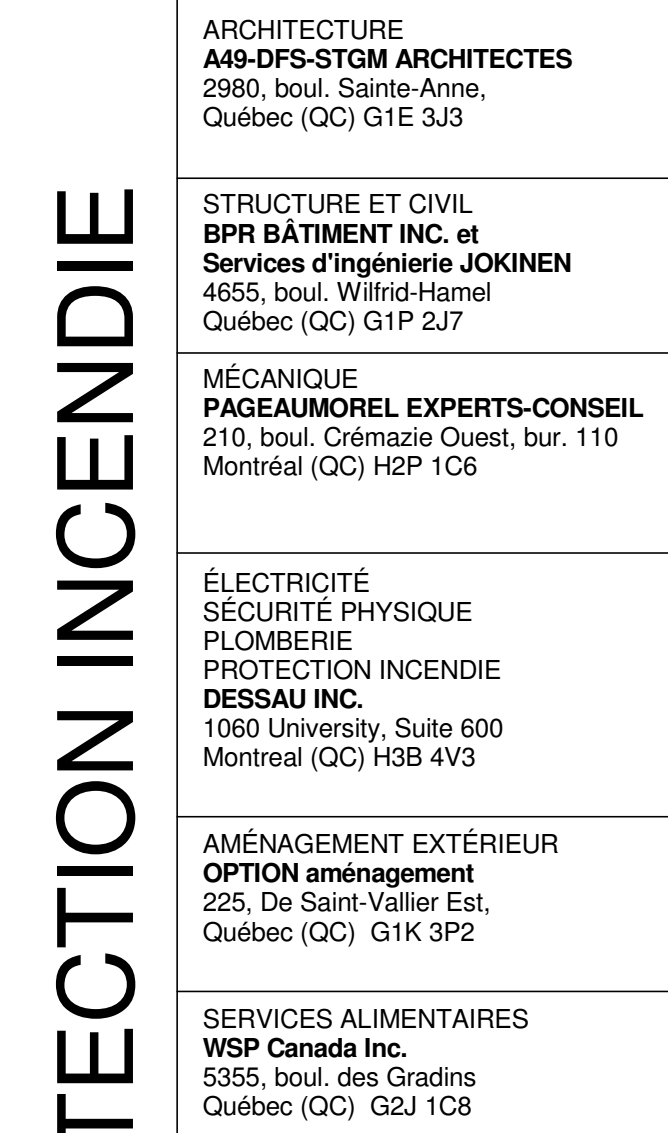 TECTION INCENDIE
ARCHITECTURE
A49-DFS-STGM ARCHITECTES
2980, boul. Sainte-Anne,
Québec (QC) G1E 3J3
STRUCTURE ET CIVIL
BPR BÂTIMENT INC. et
Services d'ingénierie JOKINEN
4655, boul. Wilfrid-Hamel
Québec (QC) G1P 2J7
MÉCANIQUE
PAGEAUMOREL EXPERTS-CONSEIL
210, boul. Crémazie Ouest, bur. 110
Montréal (QC) H2P 1C6
ÉLECTRICITÉ
SÉCURITÉ PHYSIQUE
PLOMBERIE
PROTECTION INCENDIE
DESSAU INC.
1060 University, Suite 600
Montreal (QC) H3B 4V3
AMÉNAGEMENT EXTÉRIEUR
OPTION aménagement
225, De Saint-Vallier Est,
Québec (QC)  G1K 3P2
SERVICES ALIMENTAIRES
WSP Canada Inc.
5355, boul. des Gradins
Québec (QC)  G2J 1C8